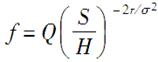 f = Q(S/H)^{-2r/σ^2}